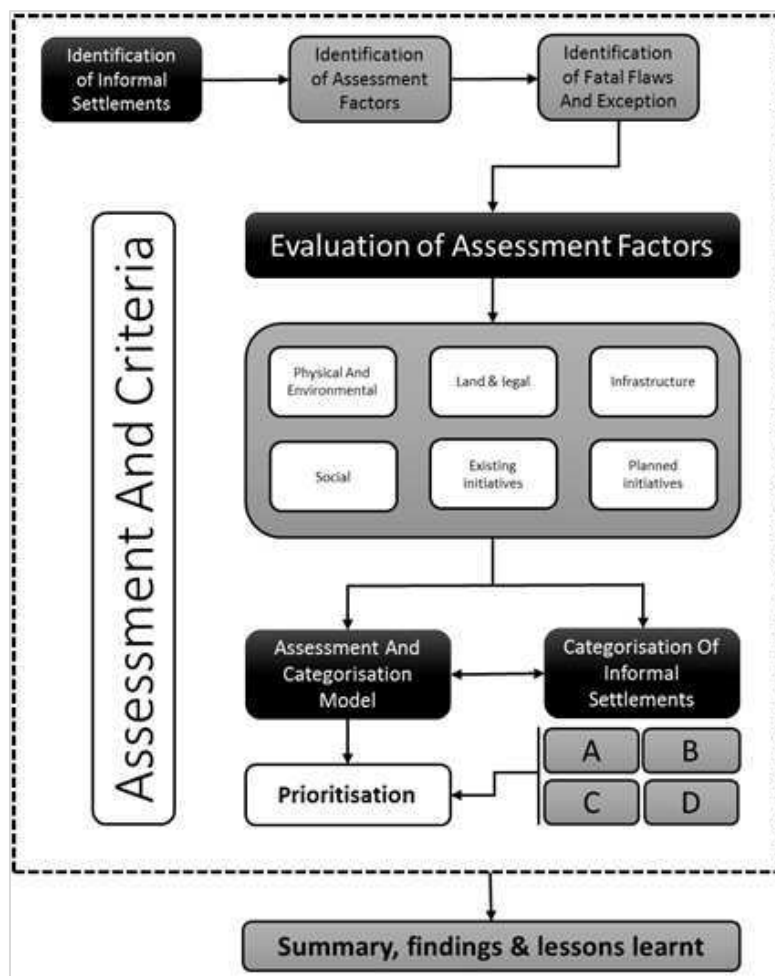 Identification
of Informal
Settlements
Identification
of Assessment
Factors
Identification
of Fatal Flaws
And Exception
Evaluation of Assessment Factors
Assessment And Criteria
Physical And
Environmental
Land & legal
Infrastructure
Social
Existing
initiatives
Planned
initiatives
Assessment And
Categorisation
Model
Categorisation Of
Informal
Settlements
A
B
Prioritisation
C
D
Summary, findings & lessons learnt